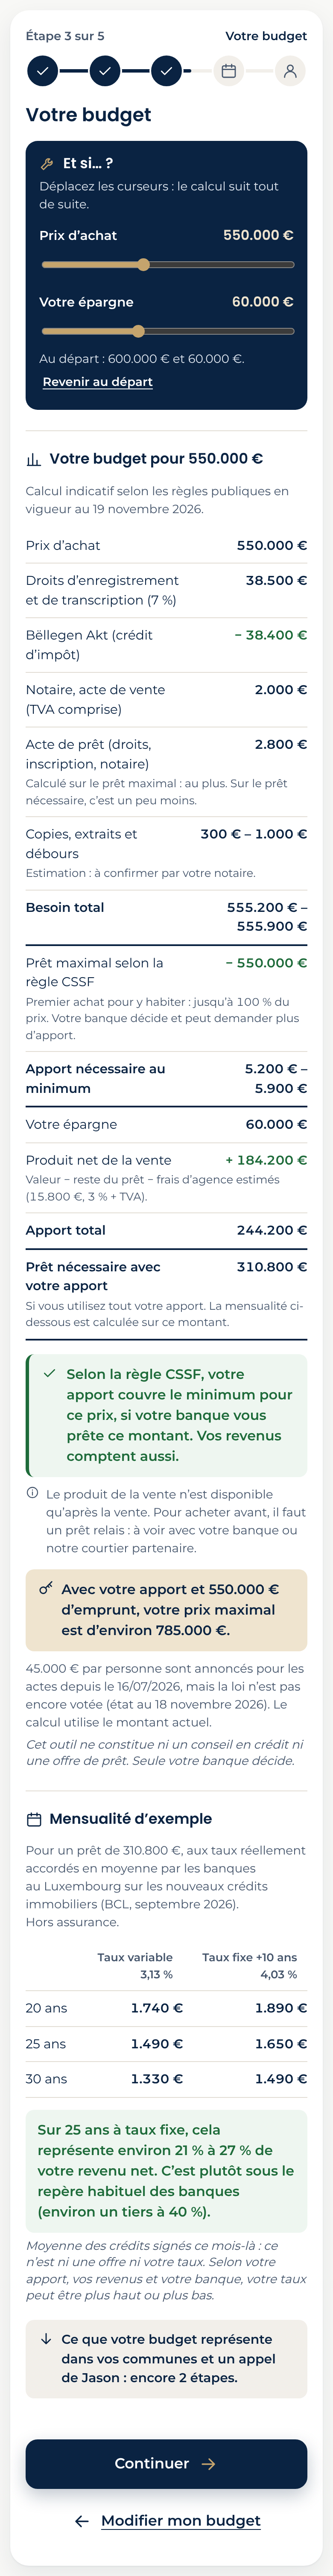 Étape 3 sur 5 Votre budget
Votre budget
Et si… ?
Déplacez les curseurs : le calcul suit tout
de suite.
Prix d’achat 550.000 €
Votre épargne 60.000 €
Au départ : 600.000 € et 60.000 €.
Revenir au départ
Votre budget pour 550.000 €
Calcul indicatif selon les règles publiques en
vigueur au 19 novembre 2026.
Prix d’achat 550.000 €
Droits d’enregistrement 38.500 €
et de transcription (7 %)
Bëllegen Akt (crédit − 38.400 €
d’impôt)
Notaire, acte de vente 2.000 €
(TVA comprise)
Acte de prêt (droits, 2.800 €
inscription, notaire)
Calculé sur le prêt maximal : au plus. Sur le prêt
nécessaire, c’est un peu moins.
Copies, extraits et 300 € – 1.000 €
débours
Estimation : à confirmer par votre notaire.
Besoin total 555.200 € –
555.900 €
Prêt maximal selon la − 550.000 €
règle CSSF
Premier achat pour y habiter : jusqu’à 100 % du
prix. Votre banque décide et peut demander plus
d’apport.
Apport nécessaire au 5.200 € –
minimum 5.900 €
Votre épargne 60.000 €
Produit net de la vente + 184.200 €
Valeur − reste du prêt − frais d’agence estimés
(15.800 €, 3 % + TVA).
Apport total 244.200 €
Prêt nécessaire avec 310.800 €
votre apport
Si vous utilisez tout votre apport. La mensualité ci-
dessous est calculée sur ce montant.
Selon la règle CSSF, votre
apport couvre le minimum pour
ce prix, si votre banque vous
prête ce montant. Vos revenus
comptent aussi.
Le produit de la vente n’est disponible
qu’après la vente. Pour acheter avant, il faut
un prêt relais : à voir avec votre banque ou
notre courtier partenaire.
Avec votre apport et 550.000 €
d’emprunt, votre prix maximal
est d’environ 785.000 €.
45.000 € par personne sont annoncés pour les
actes depuis le 16/07/2026, mais la loi n’est pas
encore votée (état au 18 novembre 2026). Le
calcul utilise le montant actuel.
Cet outil ne constitue ni un conseil en crédit ni
une offre de prêt. Seule votre banque décide.
Mensualité d’exemple
Pour un prêt de 310.800 €, aux taux réellement
accordés en moyenne par les banques
au Luxembourg sur les nouveaux crédits
immobiliers (BCL, septembre 2026).
Hors assurance.
Taux variable Taux fixe +10 ans
3,13 % 4,03 %
20 ans 1.740 € 1.890 €
25 ans 1.490 € 1.650 €
30 ans 1.330 € 1.490 €
Sur 25 ans à taux fixe, cela
représente environ 21 % à 27 % de
votre revenu net. C’est plutôt sous le
repère habituel des banques
(environ un tiers à 40 %).
Moyenne des crédits signés ce mois-là : ce
n’est ni une offre ni votre taux. Selon votre
apport, vos revenus et votre banque, votre taux
peut être plus haut ou plus bas.
Ce que votre budget représente
dans vos communes et un appel
de Jason : encore 2 étapes.
Continuer
Modifier mon budget